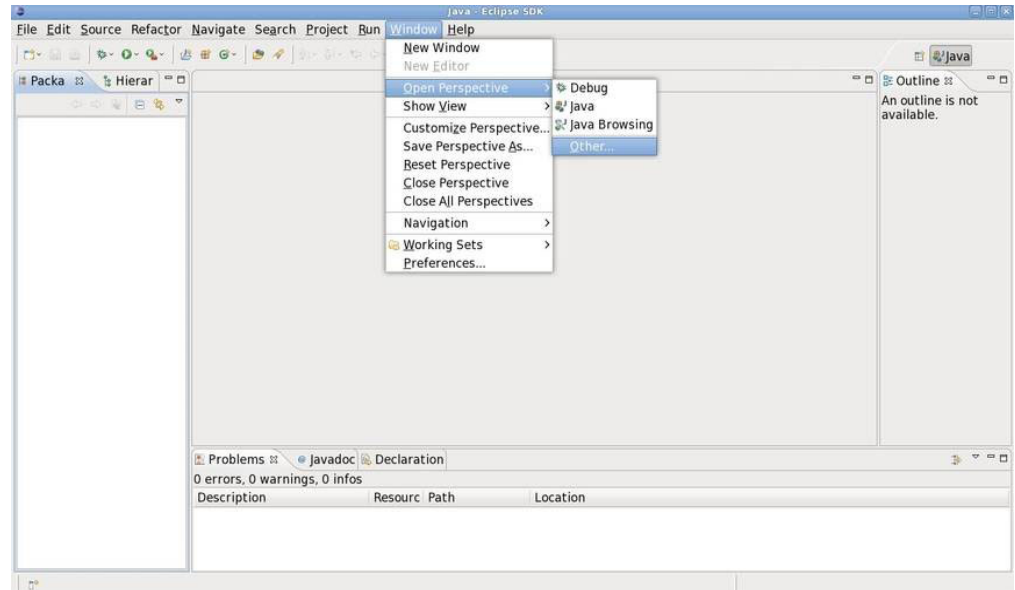 Java - Eclipse SDK
File Edit Source Refactor Navigate Search Project Run Window Help
New Window
New Editor
Open Perspective
Show View
Customize Perspective...
Save Perspective As...
Reset Perspective
Close Perspective
Close All Perspectives
Navigation
Working Sets
Preferences...
Debug
Java
Java Browsing
Other...
Java
Packa Hierar
Outline
An outline is not
available.
Problems Javadoc Declaration
0 errors, 0 warnings, 0 infos
Description Resourc Path Location